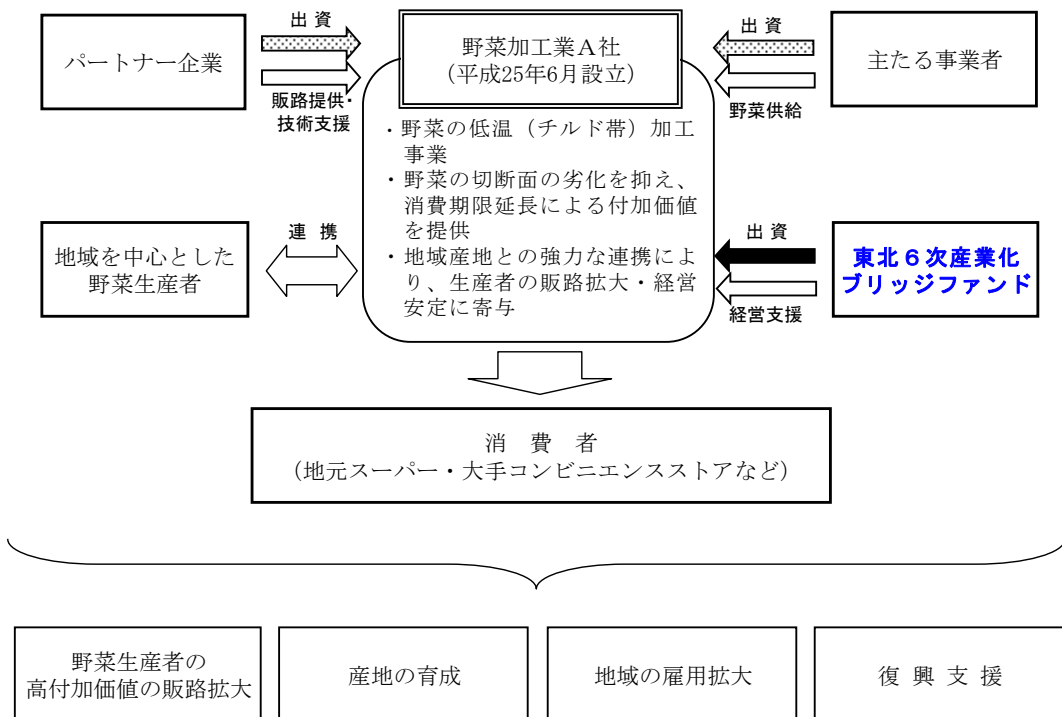 出 資
パートナー企業
販路提供・
技術支援
野菜加工業A社
(平成25年6月設立)
出 資
主たる事業者
野菜供給
・野菜の低温(チルド帯)加工
事業
・野菜の切断面の劣化を抑え、
消費期限延長による付加価値
を提供
・地域産地との強力な連携によ
り、生産者の販路拡大・経営
安定に寄与
地域を中心とした
野菜生産者
連 携
出 資
東北6次産業化
ブリッジファンド
経営支援
消 費 者
(地元スーパー・大手コンビニエンスストアなど)
野菜生産者の
高付加価値の販路拡大
産地の育成
地域の雇用拡大
復 興 支 援